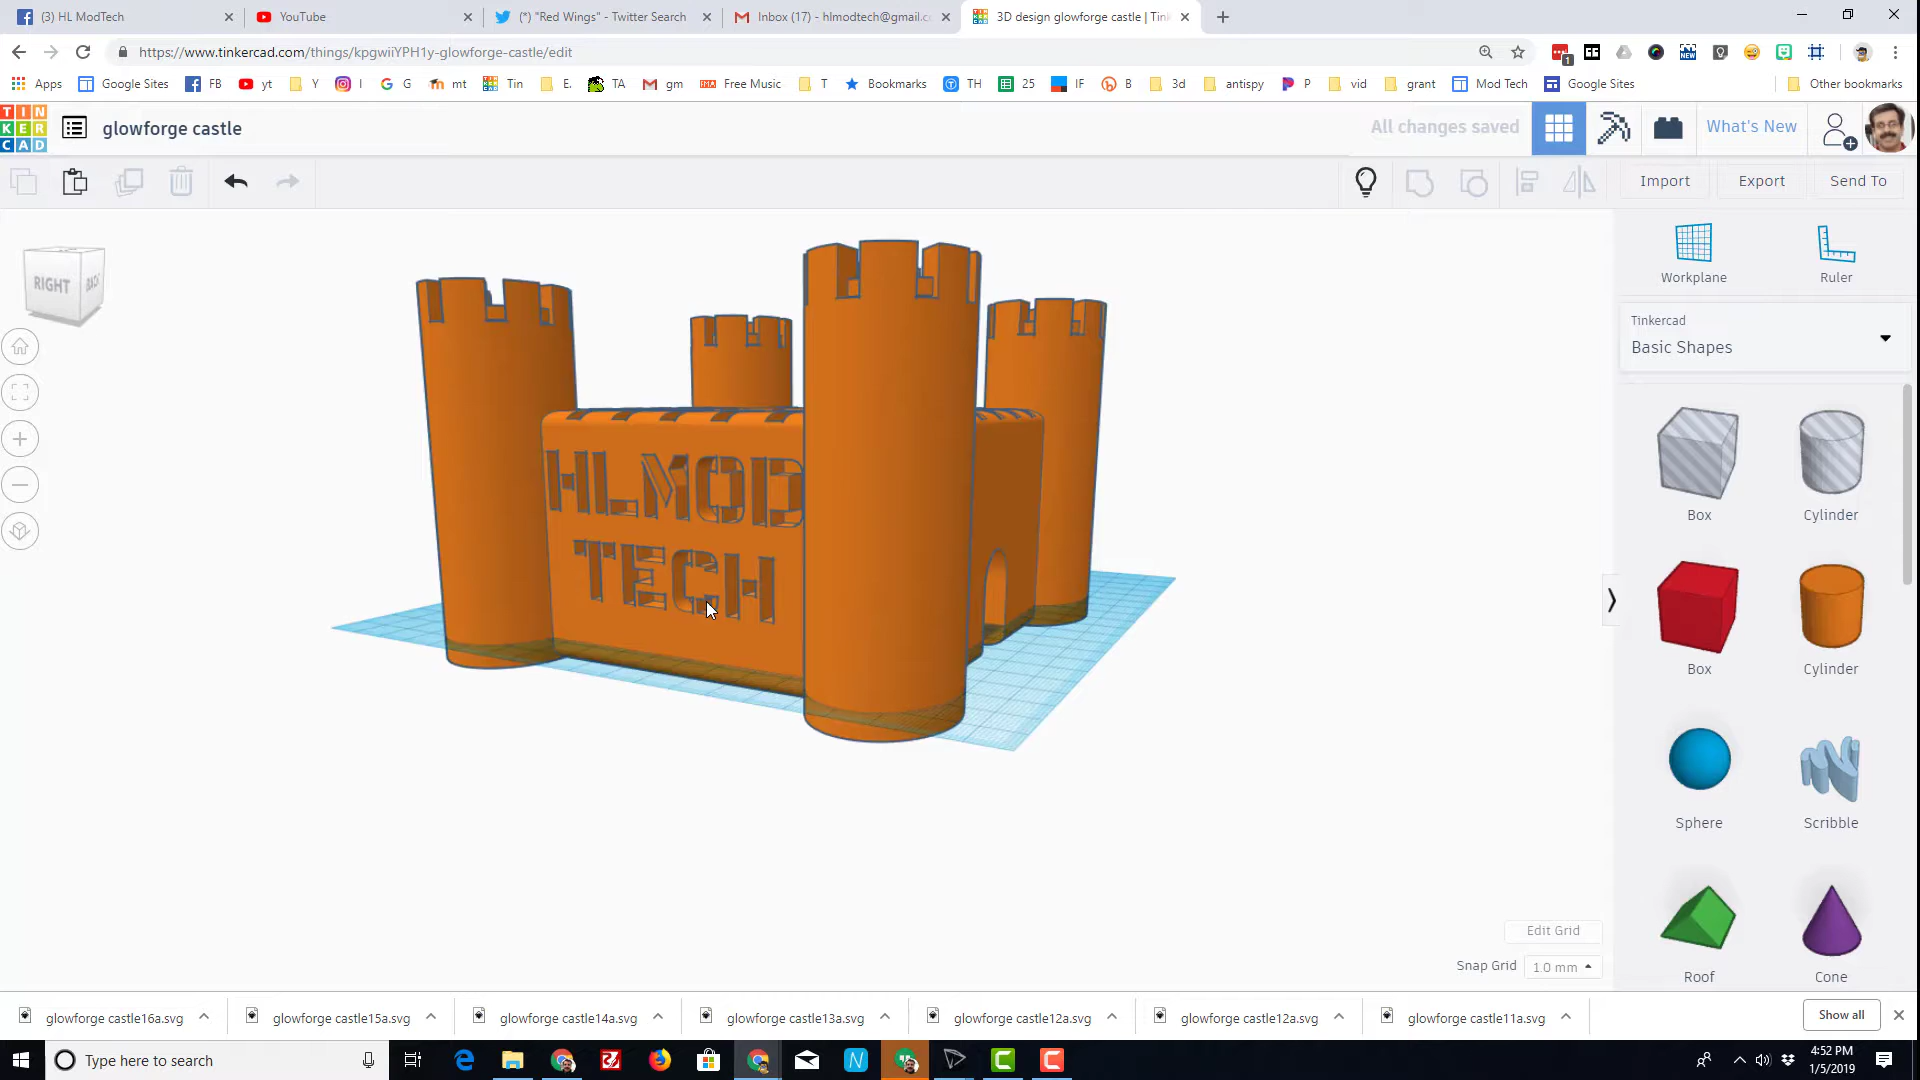 (3) HL ModTech
YouTube
(*) "Red Wings" - Twitter Search
Inbox (17) - hlmodtech@gmail.c
3D design glowforge castle | Tink
https://www.tinkercad.com/things/kpgwiiYPH1y-glowforge-castle/edit
1
Apps
Google Sites
FB
yt
Y
I
G
mt
Tin
E.
TA
gm
Free Music
T
Bookmarks
TH
25
IF
B
3d
antispy
P
vid
grant
Mod Tech
Google Sites
Other bookmarks
TIN
KER
CAD
glowforge castle
All changes saved
What's New
Import
Export
Send To
RIGHT
BACK
HLMOD
TECH
Workplane
Ruler
Tinkercad
Basic Shapes
Box
Cylinder
Box
Cylinder
Sphere
Scribble
Roof
Cone
Edit Grid
Snap Grid
1.0 mm
glowforge castle16a.svg
glowforge castle15a.svg
glowforge castle14a.svg
glowforge castle13a.svg
glowforge castle12a.svg
glowforge castle12a.svg
glowforge castle11a.svg
Show all
Type here to search
4:52 PM
1/5/2019